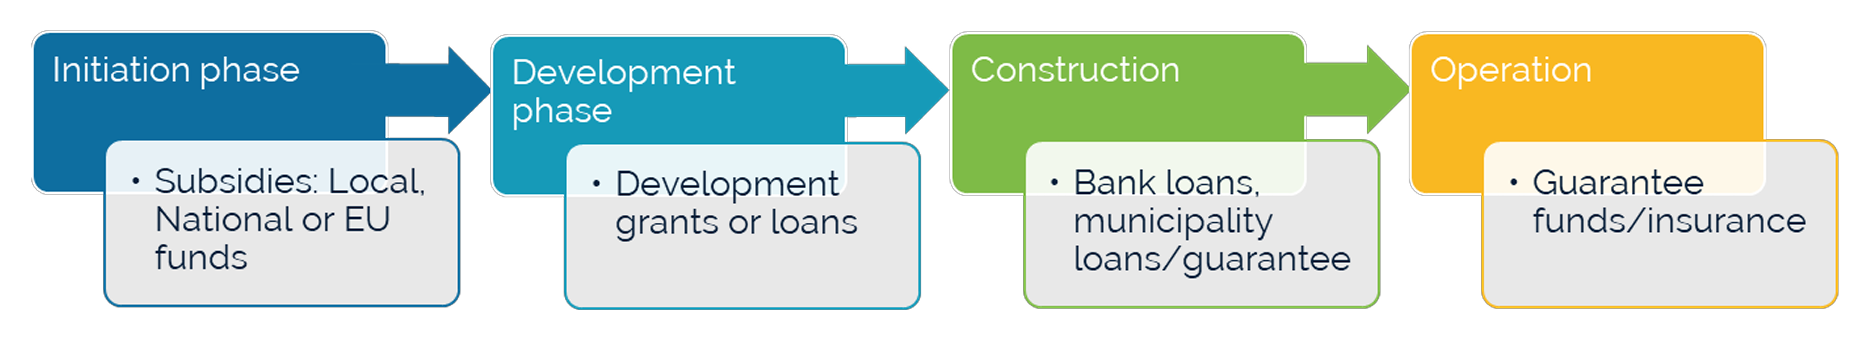 Initiation phase
• Subsidies: Local,
National or EU
funds
Development
phase
• Development
grants or loans
Construction
• Bank loans,
municipality
loans/guarantee
Operation
• Guarantee
funds/insurance